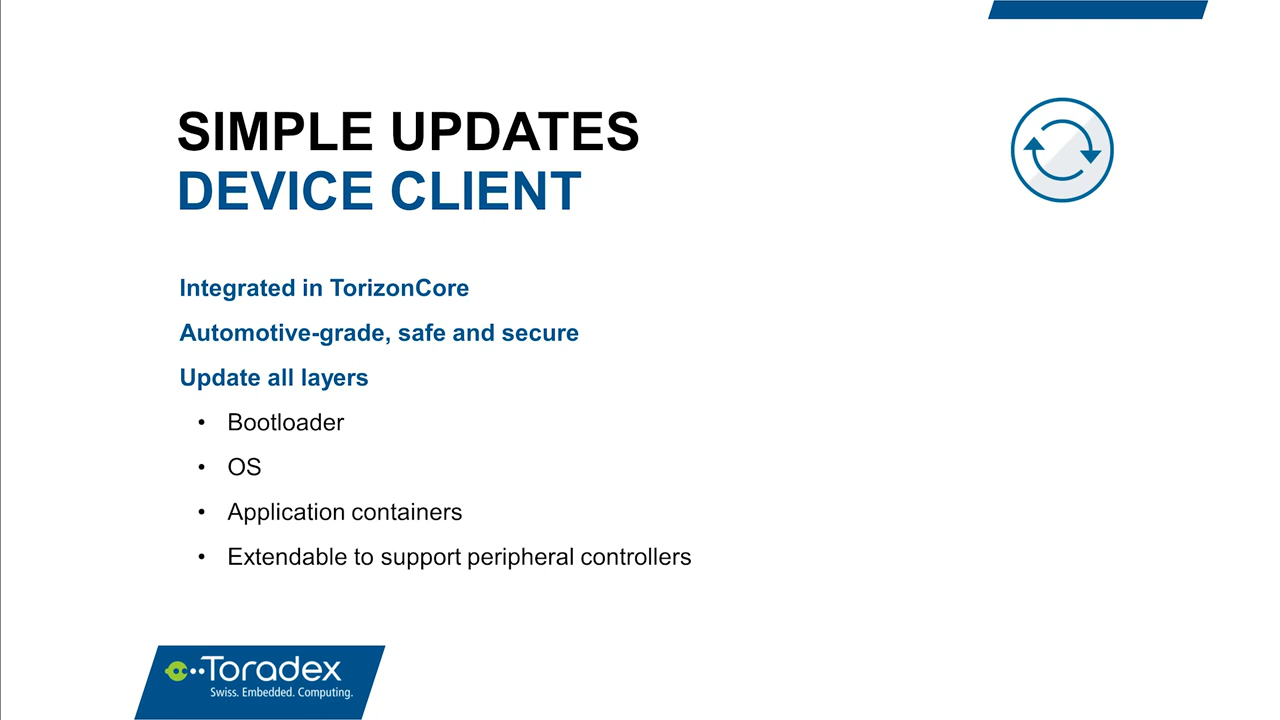 SIMPLE UPDATES
DEVICE CLIENT
Integrated in TorizonCore
Automotive-grade, safe and secure
Update all layers
• Bootloader
• OS
• Application containers
• Extendable to support peripheral controllers
Toradex
Swiss. Embedded. Computing.